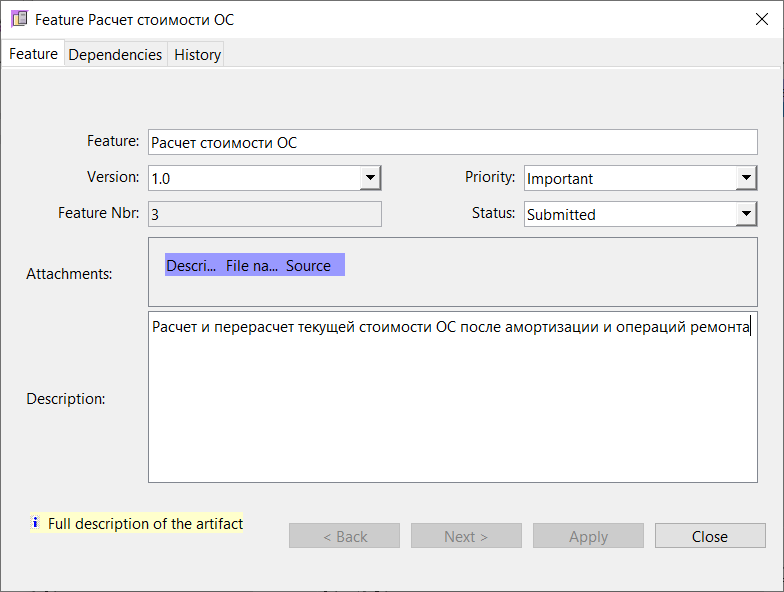 Feature Расчет стоимости ОС
Feature Dependencies History
Feature: Расчет стоимости ОС
Version: 1.0 Priority: Important
Feature Nbr: 3 Status: Submitted
Attachments: Descri... File na... Source
Расчет и перерасчет текущей стоимости ОС после амортизации и операций ремонта
Description:
Full description of the artifact
< Back Next > Apply Close